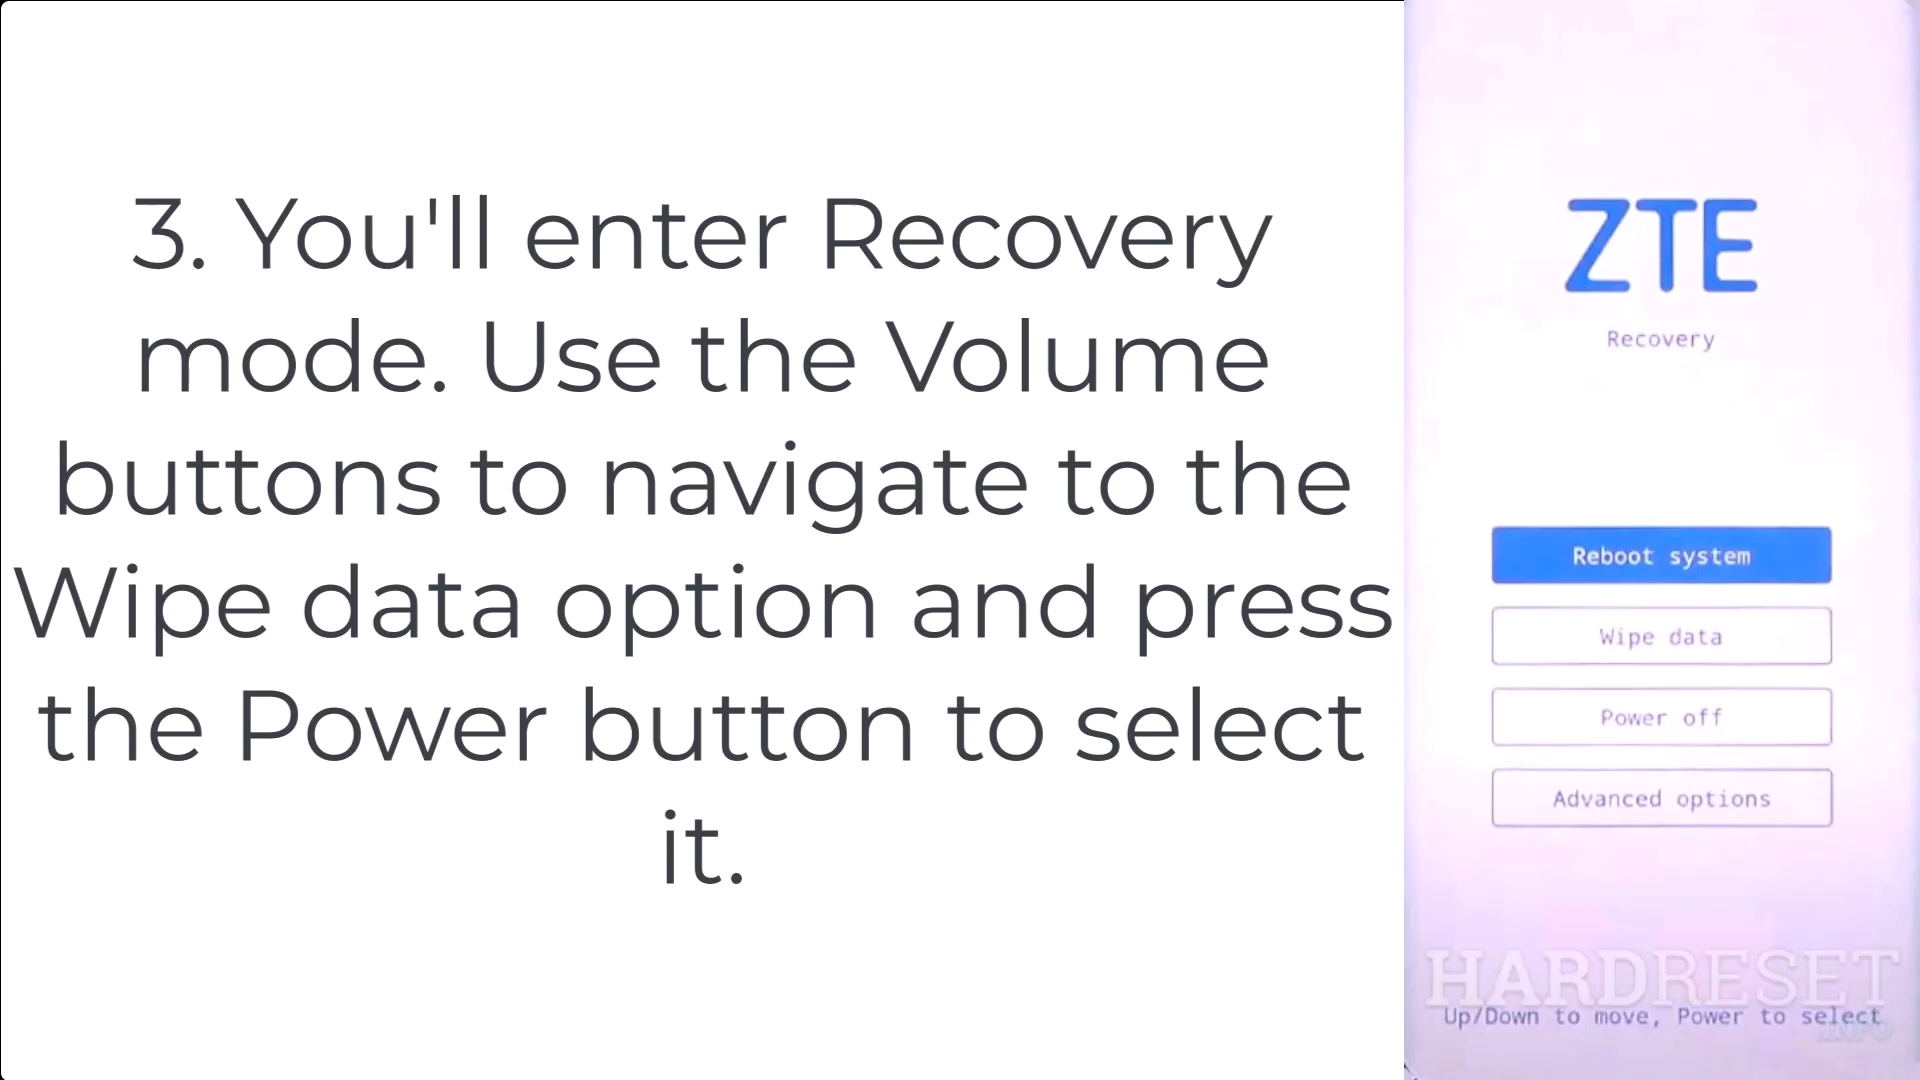 3. You'll enter Recovery
mode. Use the Volume
buttons to navigate to the
Wipe data option and press
the Power button to select
it.
ZTE
Recovery
Reboot system
Wipe data
Power off
Advanced options
HARDRESET
Up/Down to move, Power to select
.INFO